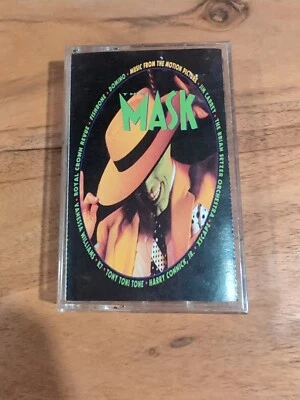 MUSIC FROM THE MOTION PICTURE • JIM CARREY • THE BRIAN SETZER ORCHESTRA • XSCAPE • HARRY CONNICK, JR. • TONY TONI TONE • K7 • VANESSA WILLIAMS • ROYAL CROWN REVUE • FISHBONE • DOMINO •
THE
MASK